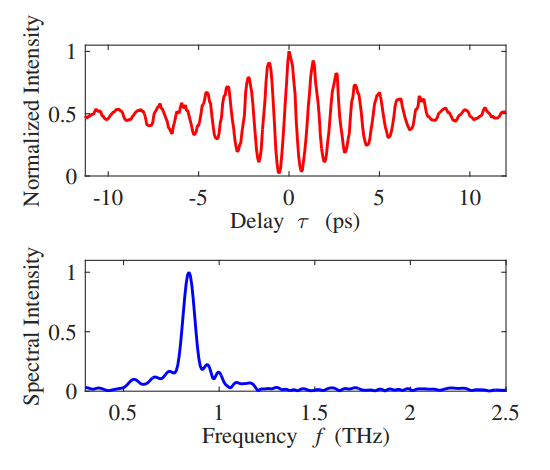 Normalized Intensity
1
0.5
0
-10 -5 0 5 10
Delay τ (ps)
Spectral Intensity
1
0.5
0
0.5 1 1.5 2 2.5
Frequency f (THz)